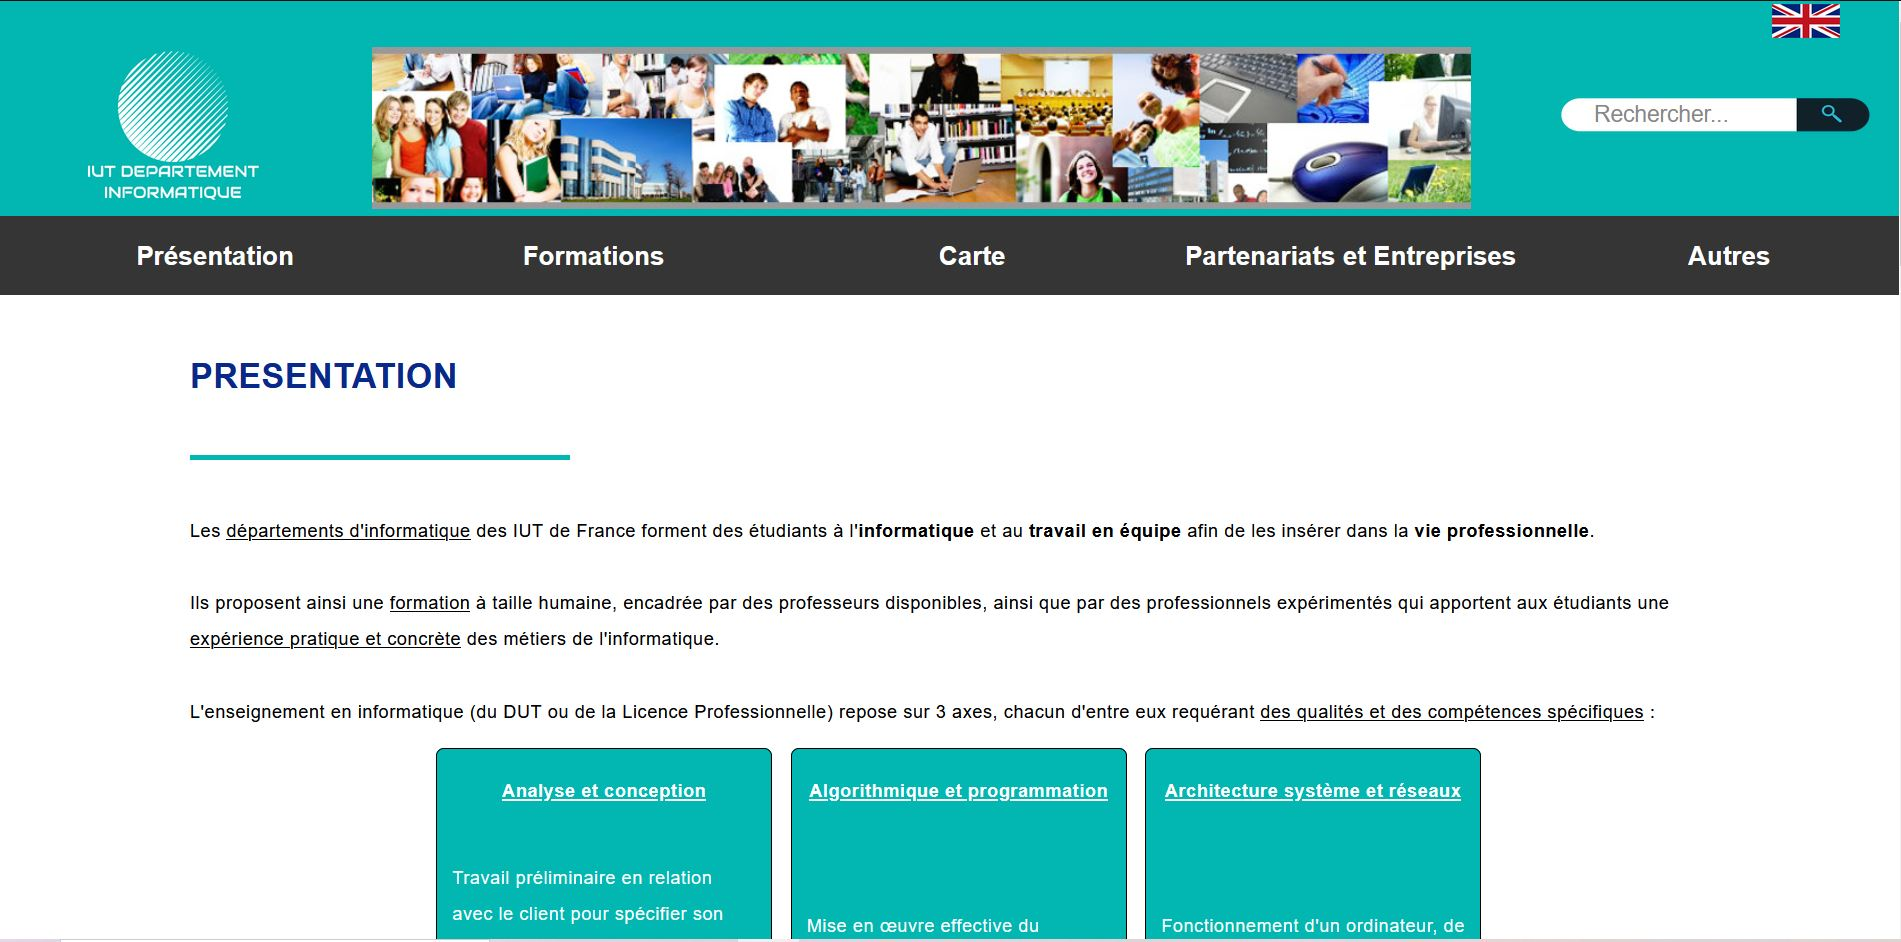 IUT DEPARTEMENT
INFORMATIQUE
Rechercher...
Présentation Formations Carte Partenariats et Entreprises Autres
PRESENTATION
Les départements d'informatique des IUT de France forment des étudiants à l'informatique et au travail en équipe afin de les insérer dans la vie professionnelle.
Ils proposent ainsi une formation à taille humaine, encadrée par des professeurs disponibles, ainsi que par des professionnels expérimentés qui apportent aux étudiants une
expérience pratique et concrète des métiers de l'informatique.
L'enseignement en informatique (du DUT ou de la Licence Professionnelle) repose sur 3 axes, chacun d'entre eux requérant des qualités et des compétences spécifiques :
Analyse et conception
Travail préliminaire en relation
avec le client pour spécifier son
Algorithmique et programmation
Mise en œuvre effective du
Architecture système et réseaux
Fonctionnement d'un ordinateur, de